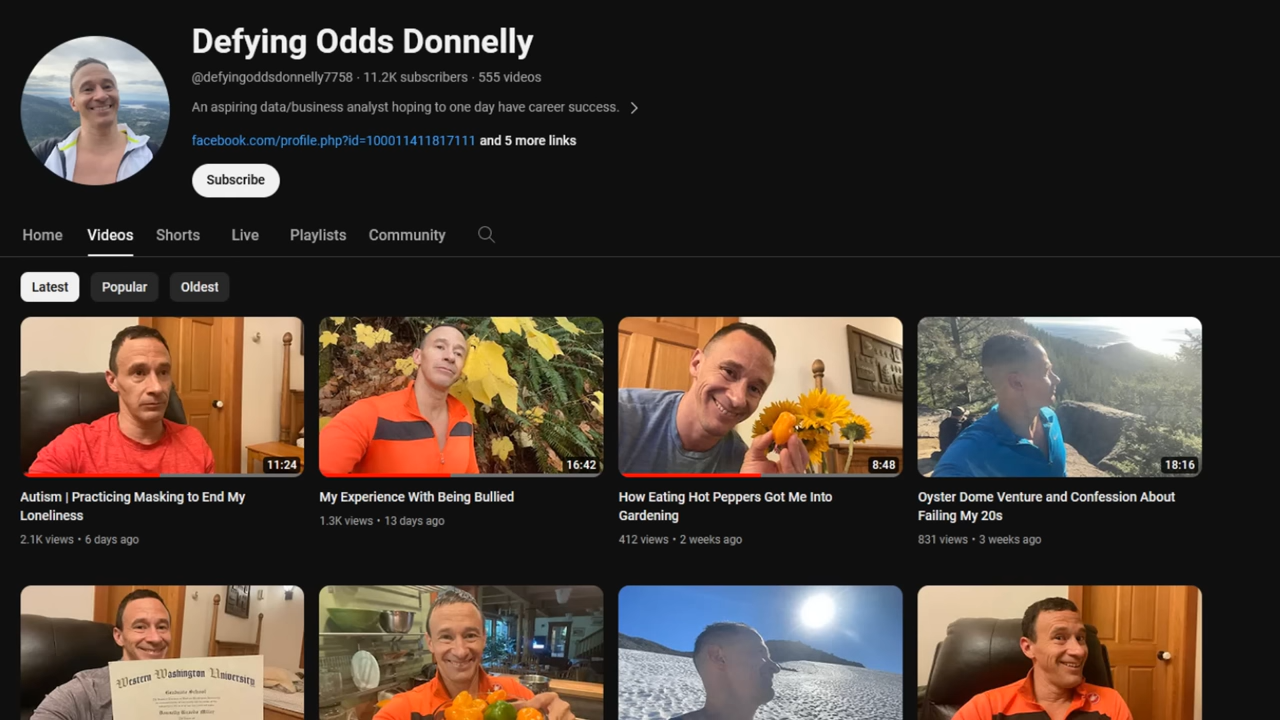 Defying Odds Donnelly
@defyingoddsdonnelly7758 · 11.2K subscribers · 555 videos
An aspiring data/business analyst hoping to one day have career success.
facebook.com/profile.php?id=100011411817111 and 5 more links
Subscribe
Home Videos Shorts Live Playlists Community
Latest Popular Oldest
11:24 16:42 8:48 18:16
Autism | Practicing Masking to End My
Loneliness
2.1K views • 6 days ago
My Experience With Being Bullied
1.3K views • 13 days ago
How Eating Hot Peppers Got Me Into
Gardening
412 views • 2 weeks ago
Oyster Dome Venture and Confession About
Failing My 20s
831 views • 3 weeks ago
Western Washington University
Graduate School